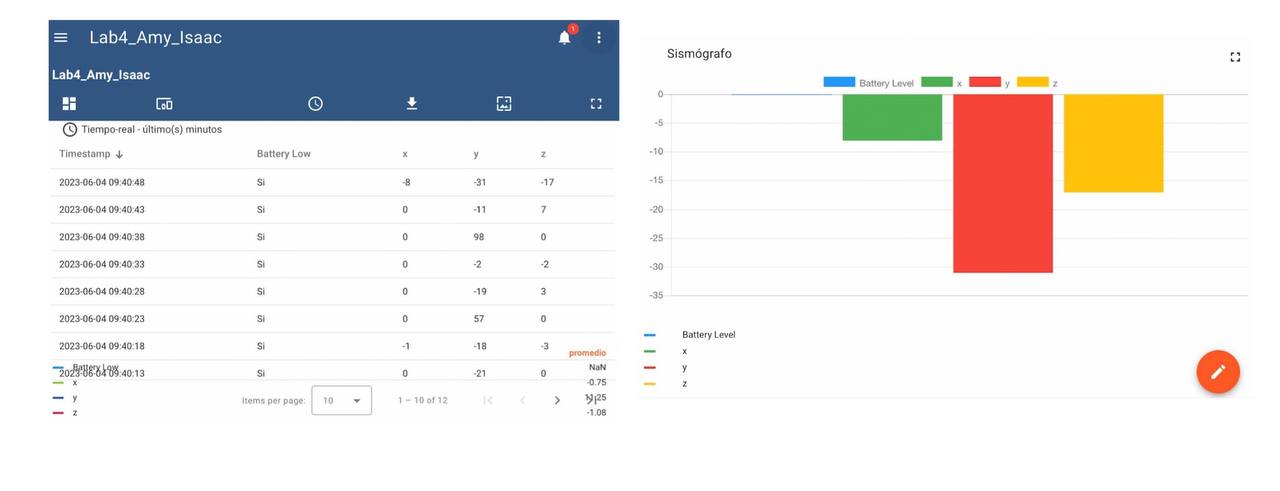 Lab4_Amy_Isaac
1
Lab4_Amy_Isaac
Tiempo-real - último(s) minutos
Timestamp Battery Low x y z
2023-06-04 09:40:48 Si -8 -31 -17
2023-06-04 09:40:43 Si 0 -11 7
2023-06-04 09:40:38 Si 0 98 0
2023-06-04 09:40:33 Si 0 -2 -2
2023-06-04 09:40:28 Si 0 -19 3
2023-06-04 09:40:23 Si 0 57 0
2023-06-04 09:40:18 Si -1 -18 -3
promedio
Battery Low NaN
2023-06-04 09:40:13 Si 0 -21 0
x -0.75
y 11.25
z -1.08
Items per page: 10 1 – 10 of 12
Sismógrafo
Battery Level x y z
0
-5
-10
-15
-20
-25
-30
-35
Battery Level
x
y
z